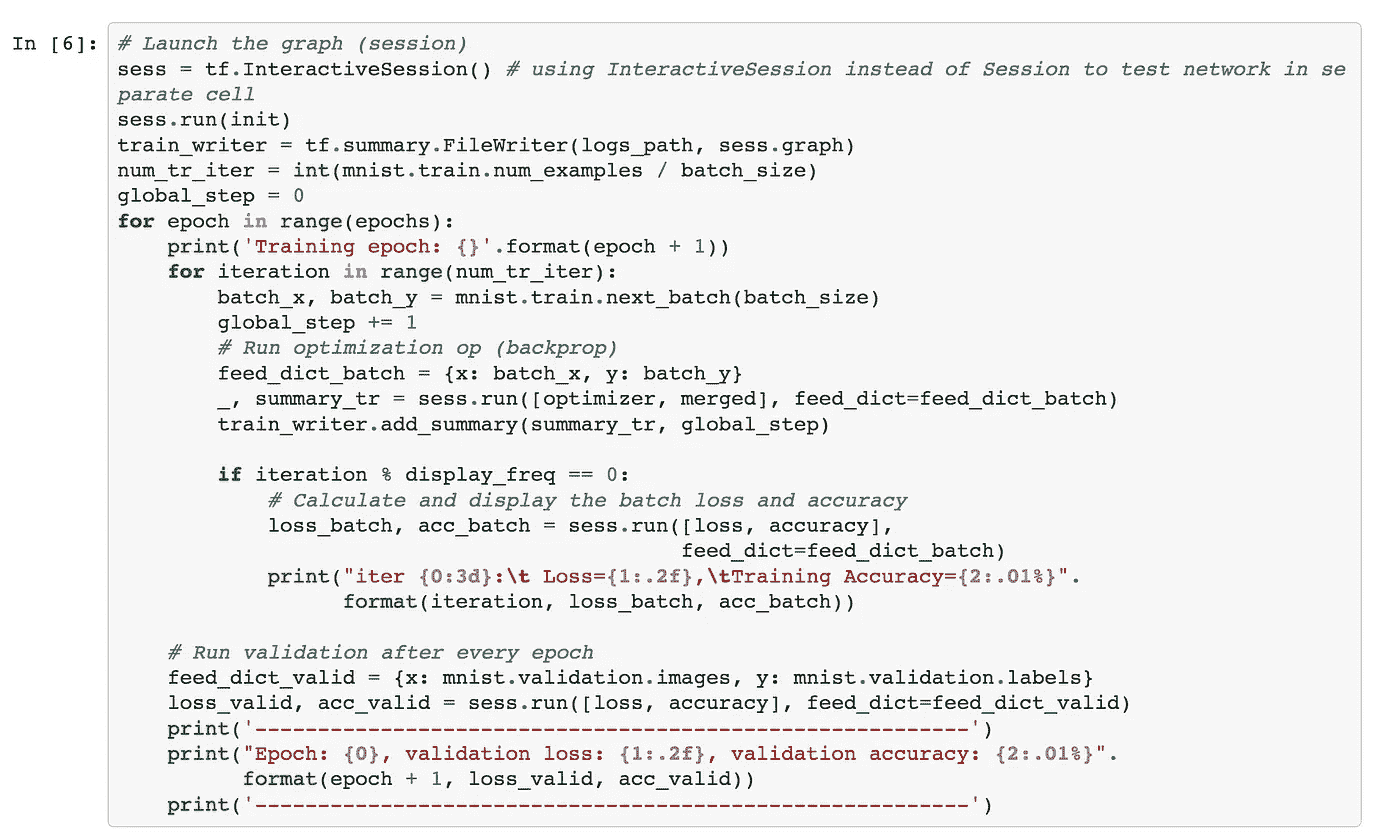 In [6]: # Launch the graph (session)
sess = tf.InteractiveSession() # using InteractiveSession instead of Session to test network in se
parate cell
sess.run(init)
train_writer = tf.summary.FileWriter(logs_path, sess.graph)
num_tr_iter = int(mnist.train.num_examples / batch_size)
global_step = 0
for epoch in range(epochs):
    print('Training epoch: {}'.format(epoch + 1))
    for iteration in range(num_tr_iter):
        batch_x, batch_y = mnist.train.next_batch(batch_size)
        global_step += 1
        # Run optimization op (backprop)
        feed_dict_batch = {x: batch_x, y: batch_y}
        _, summary_tr = sess.run([optimizer, merged], feed_dict=feed_dict_batch)
        train_writer.add_summary(summary_tr, global_step)

        if iteration % display_freq == 0:
            # Calculate and display the batch loss and accuracy
            loss_batch, acc_batch = sess.run([loss, accuracy],
                                             feed_dict=feed_dict_batch)
            print("iter {0:3d}:\t Loss={1:.2f},\tTraining Accuracy={2:.01%}".
                  format(iteration, loss_batch, acc_batch))

    # Run validation after every epoch
    feed_dict_valid = {x: mnist.validation.images, y: mnist.validation.labels}
    loss_valid, acc_valid = sess.run([loss, accuracy], feed_dict=feed_dict_valid)
    print('---------------------------------------------------------')
    print("Epoch: {0}, validation loss: {1:.2f}, validation accuracy: {2:.01%}".
          format(epoch + 1, loss_valid, acc_valid))
    print('---------------------------------------------------------')